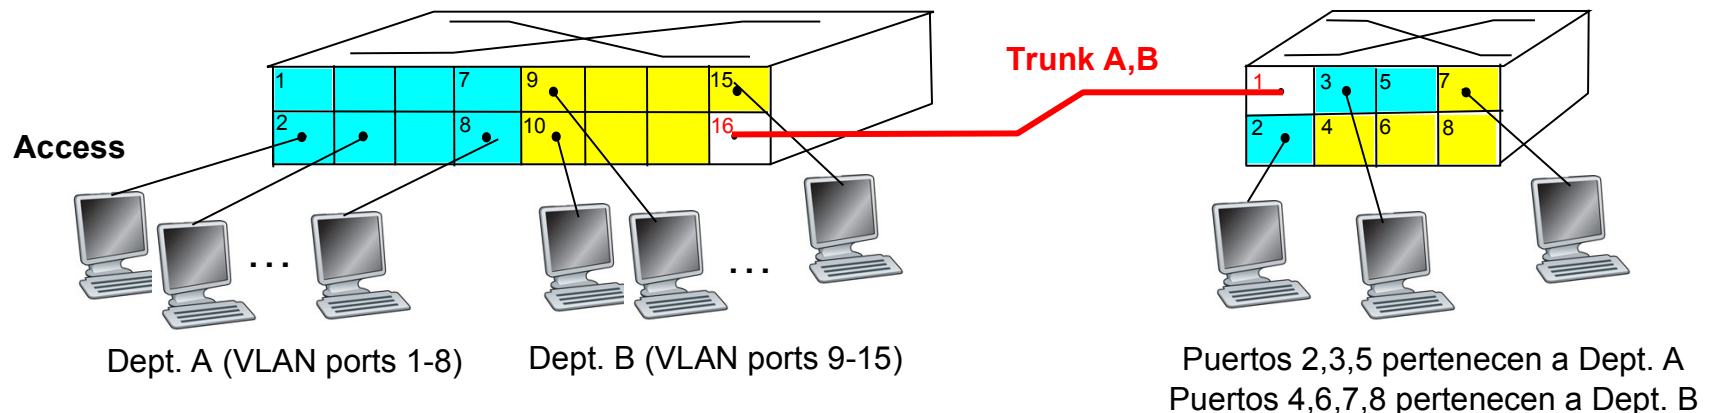 Trunk A,B
1 7 9 15
2 8 10 16
1 3 5 7
2 4 6 8
Access
...
...
Dept. A (VLAN ports 1-8)
Dept. B (VLAN ports 9-15)
Puertos 2,3,5 pertenecen a Dept. A
Puertos 4,6,7,8 pertenecen a Dept. B